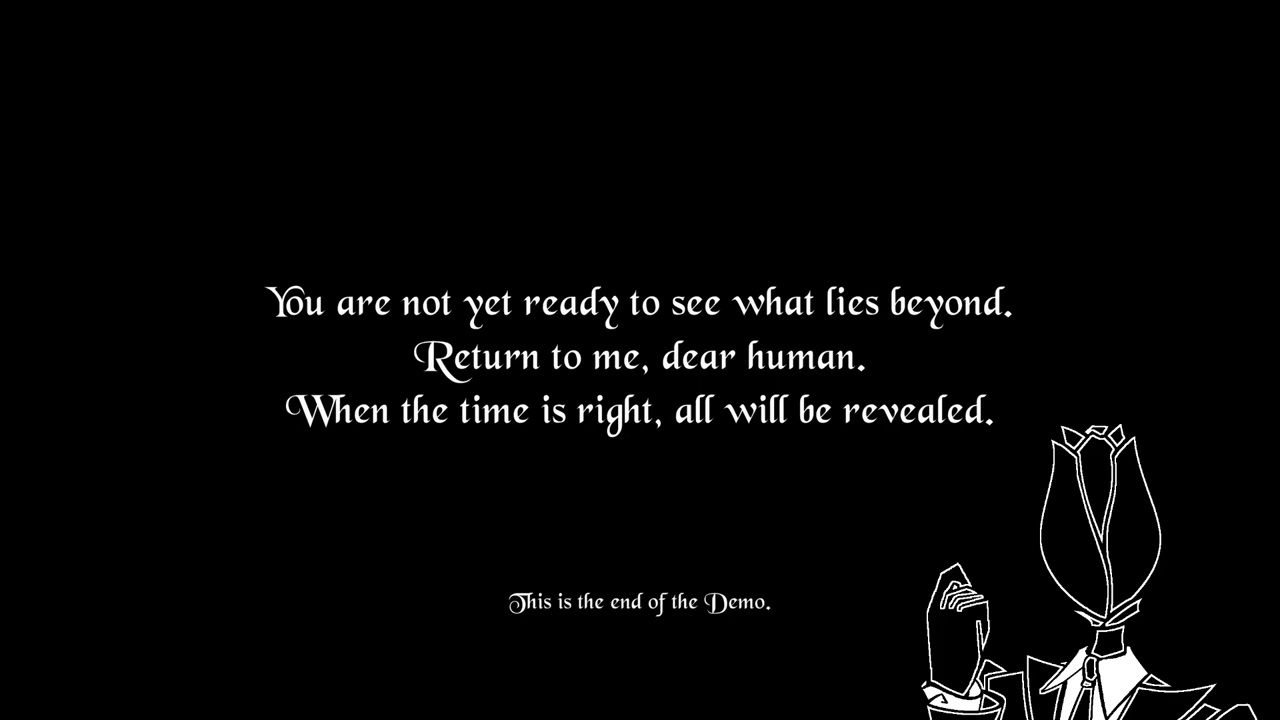 You are not yet ready to see what lies beyond.
Return to me, dear human.
When the time is right, all will be revealed.
This is the end of the Demo.